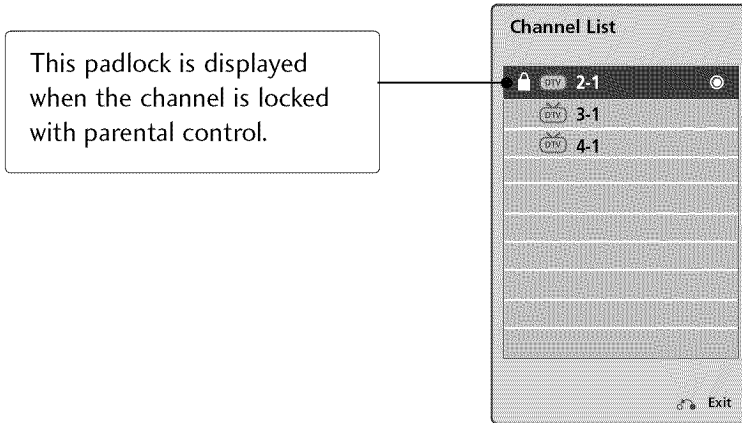 This padlock is displayed
when the channel is locked
with parental control.
Channel List
DTV 2-1
DTV 3-1
DTV 4-1
Exit